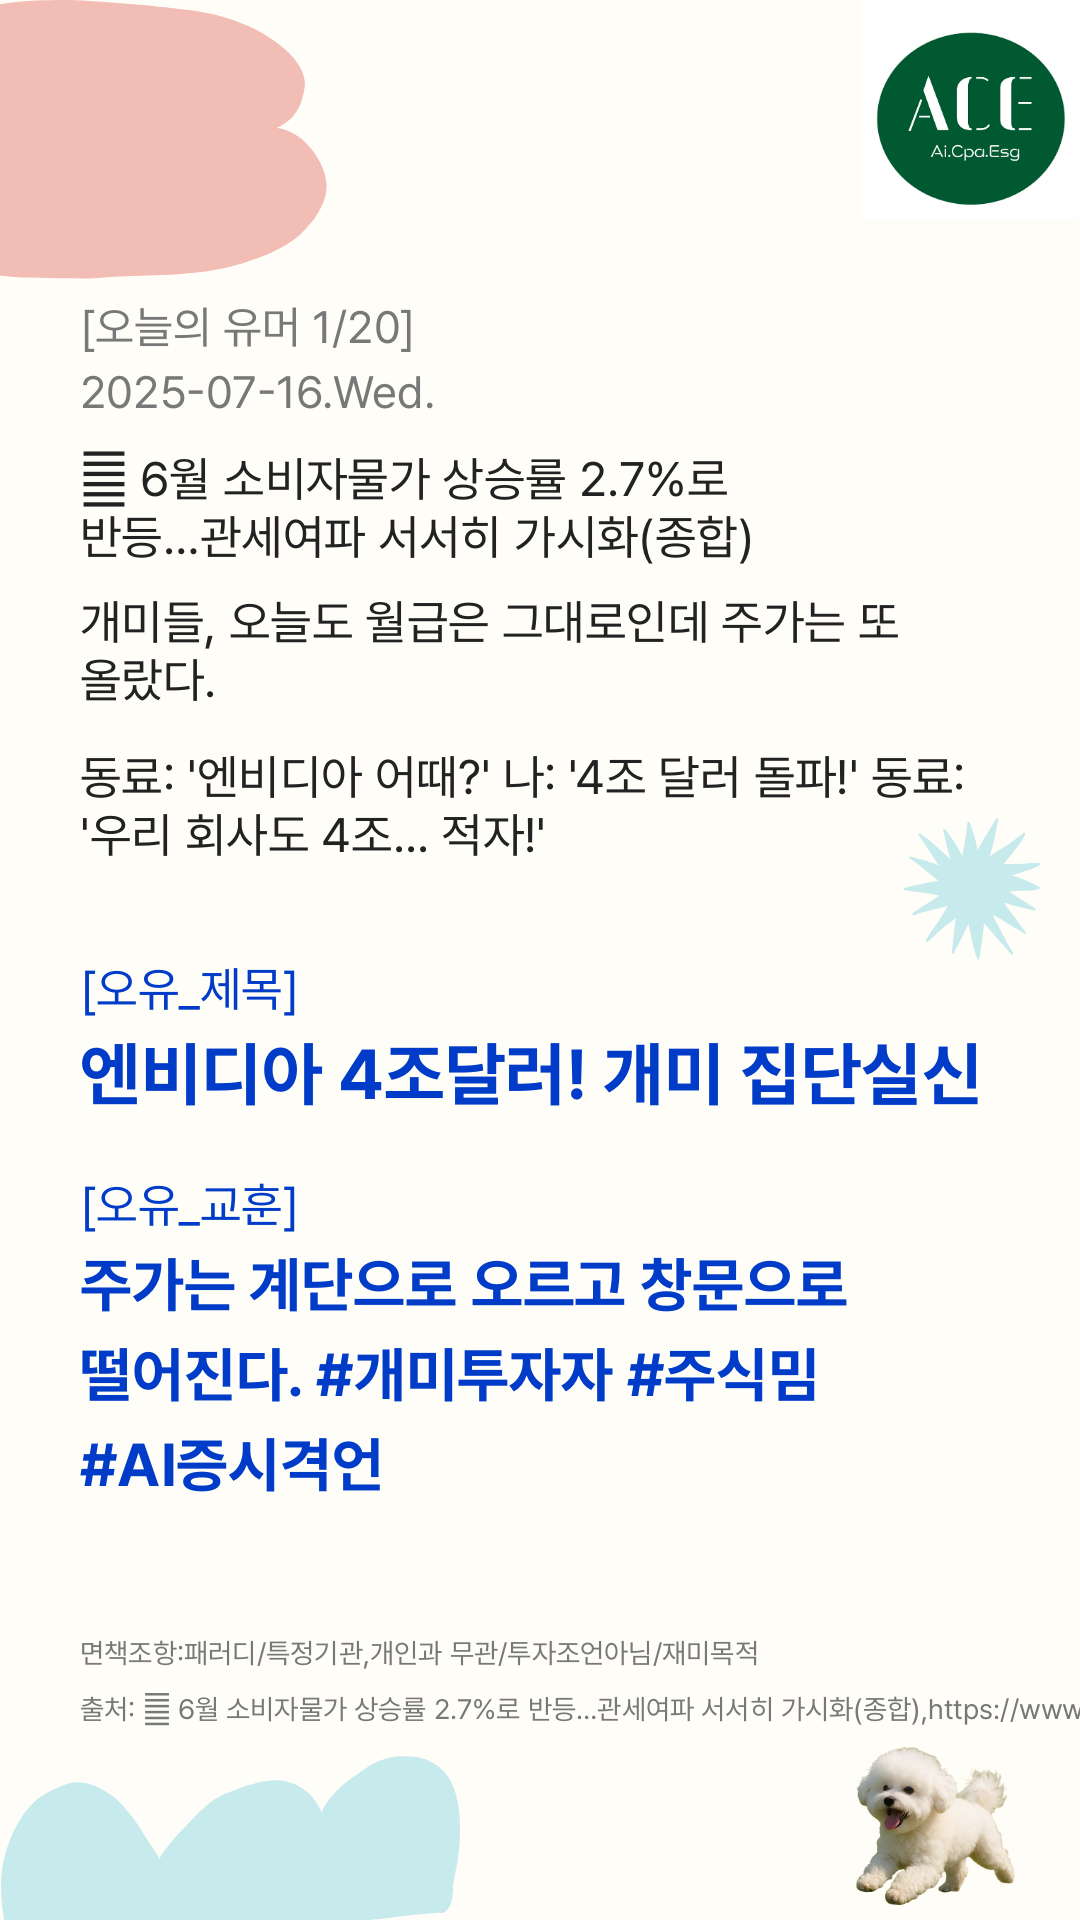 ACE
Ai.Cpa.Esg
[오늘의 유머 1/20]
2025-07-16.Wed.
6월 소비자물가 상승률 2.7%로
반등...관세여파 서서히 가시화(종합)
개미들, 오늘도 월급은 그대로인데 주가는 또
올랐다.
동료: '엔비디아 어때?' 나: '4조 달러 돌파!' 동료:
'우리 회사도 4조... 적자!'
[오유_제목]
엔비디아 4조달러! 개미 집단실신
[오유_교훈]
주가는 계단으로 오르고 창문으로
떨어진다. #개미투자자 #주식밈
#AI증시격언
면책조항:패러디/특정기관,개인과 무관/투자조언아님/재미목적
출처: 6월 소비자물가 상승률 2.7%로 반등...관세여파 서서히 가시화(종합),https://www